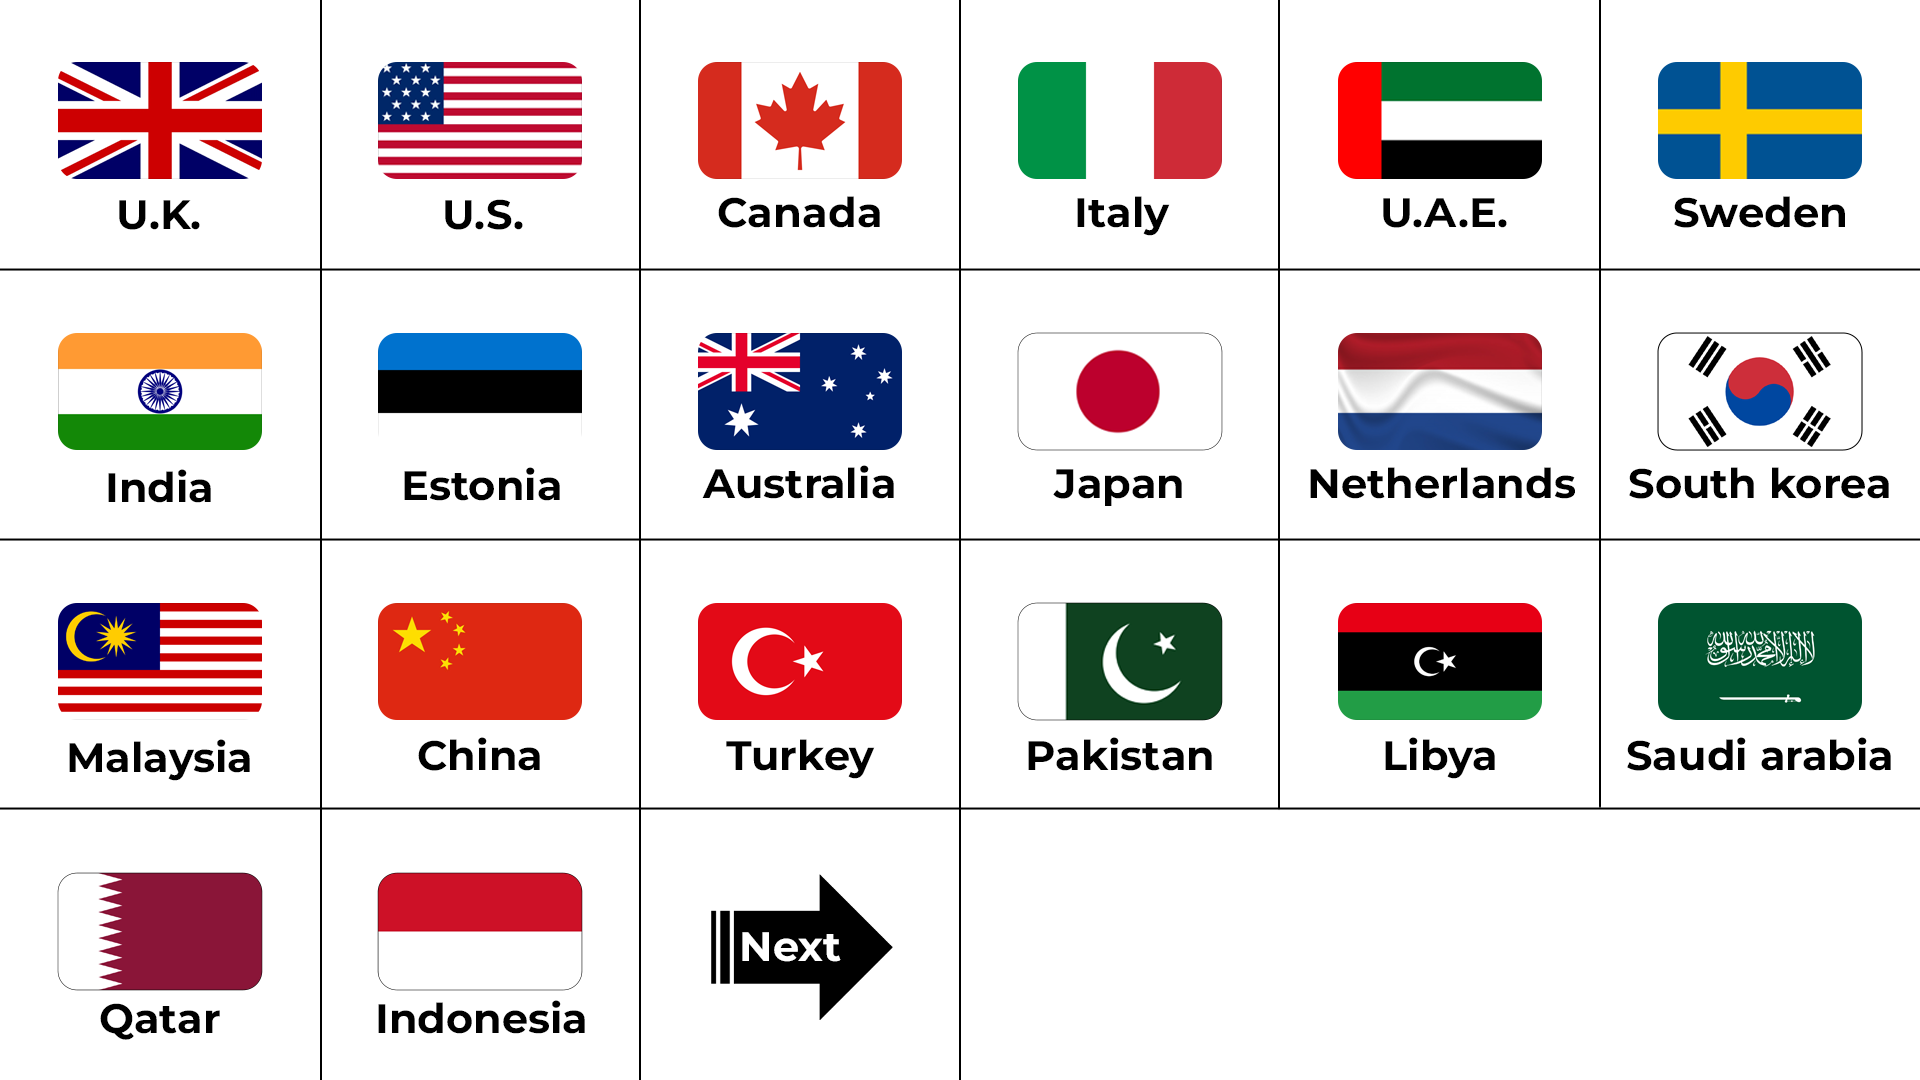 U.K.
U.S.
Canada
Italy
U.A.E.
Sweden
India
Estonia
Australia
Japan
Netherlands
South korea
Malaysia
China
Turkey
Pakistan
Libya
Saudi arabia
Qatar
Indonesia
Next